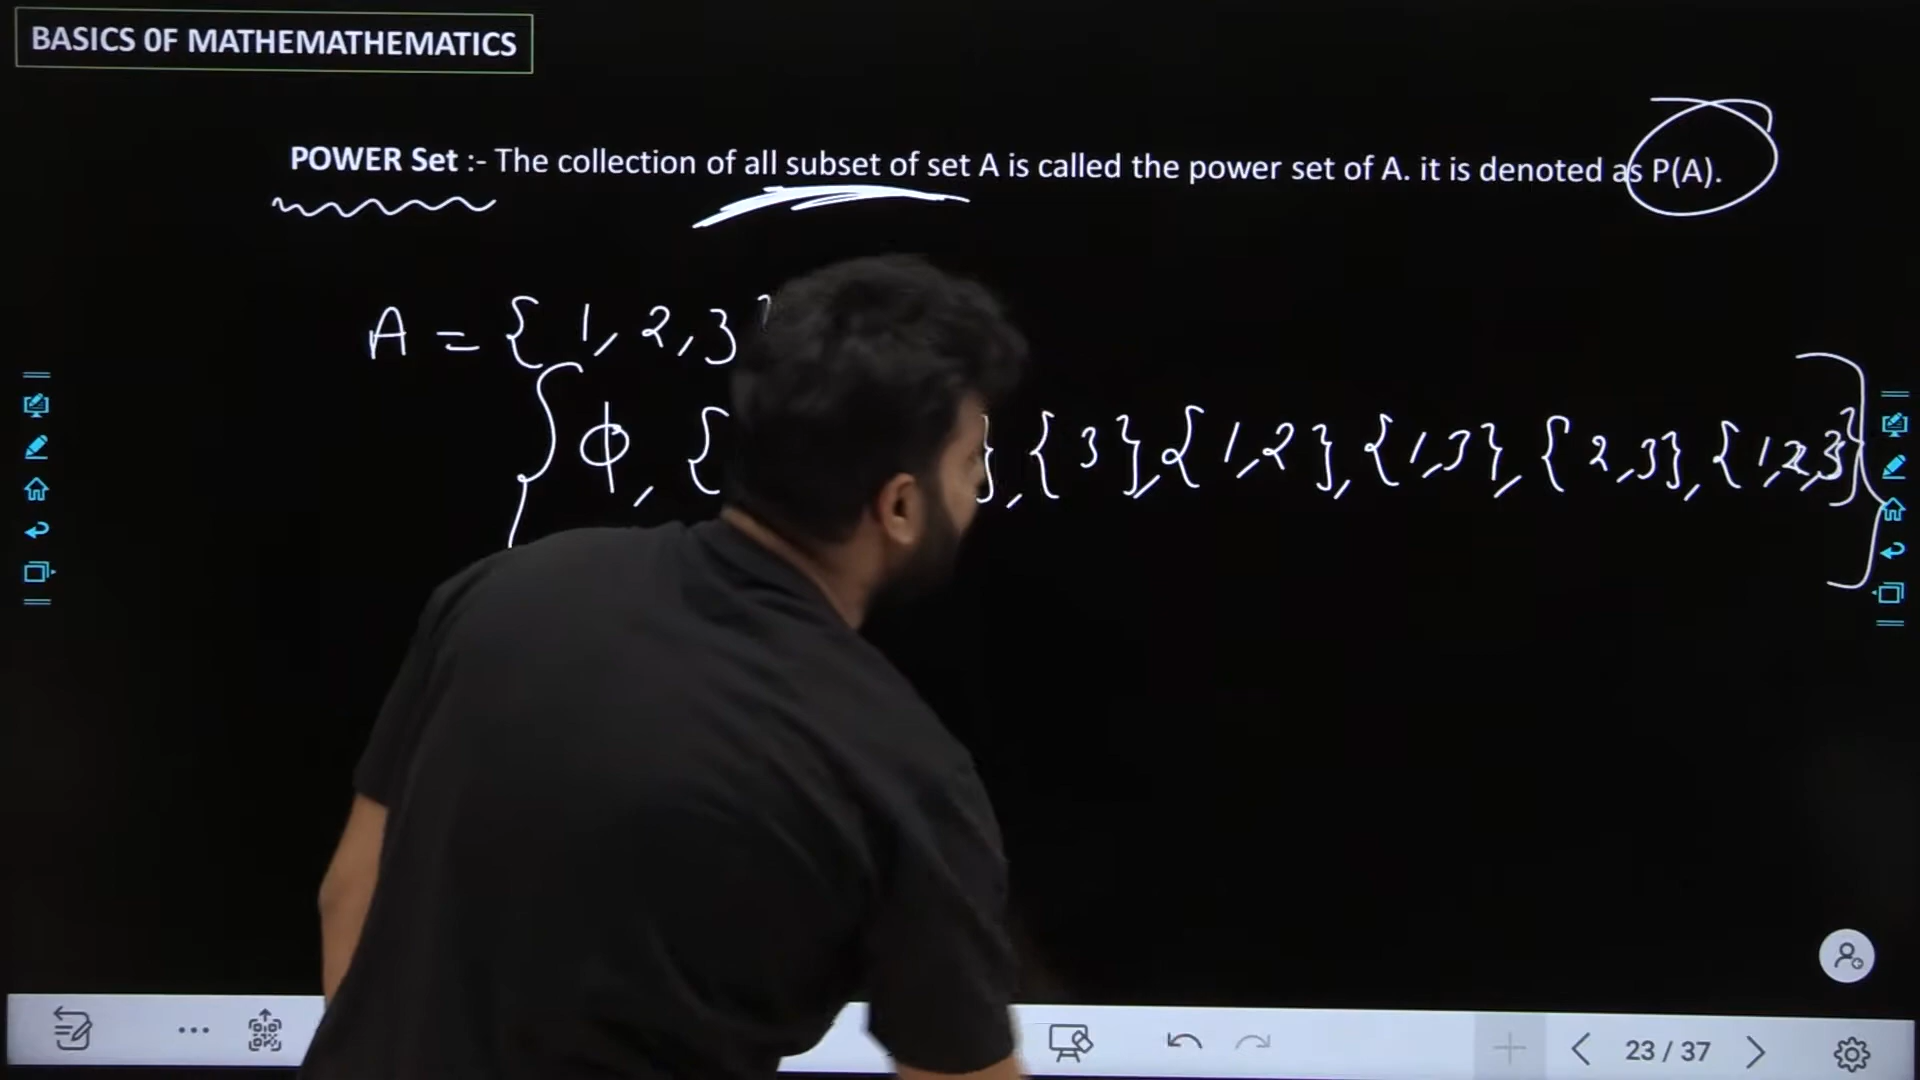 BASICS 0F MATHEMATHEMATICS
POWER Set :- The collection of all subset of set A is called the power set of A. it is denoted as P(A).
A = { 1, 2, 3
{ ϕ, { }, { 3 }, { 1,2 }, { 1,3 }, { 2,3 }, { 1,2,3 } }
23 / 37